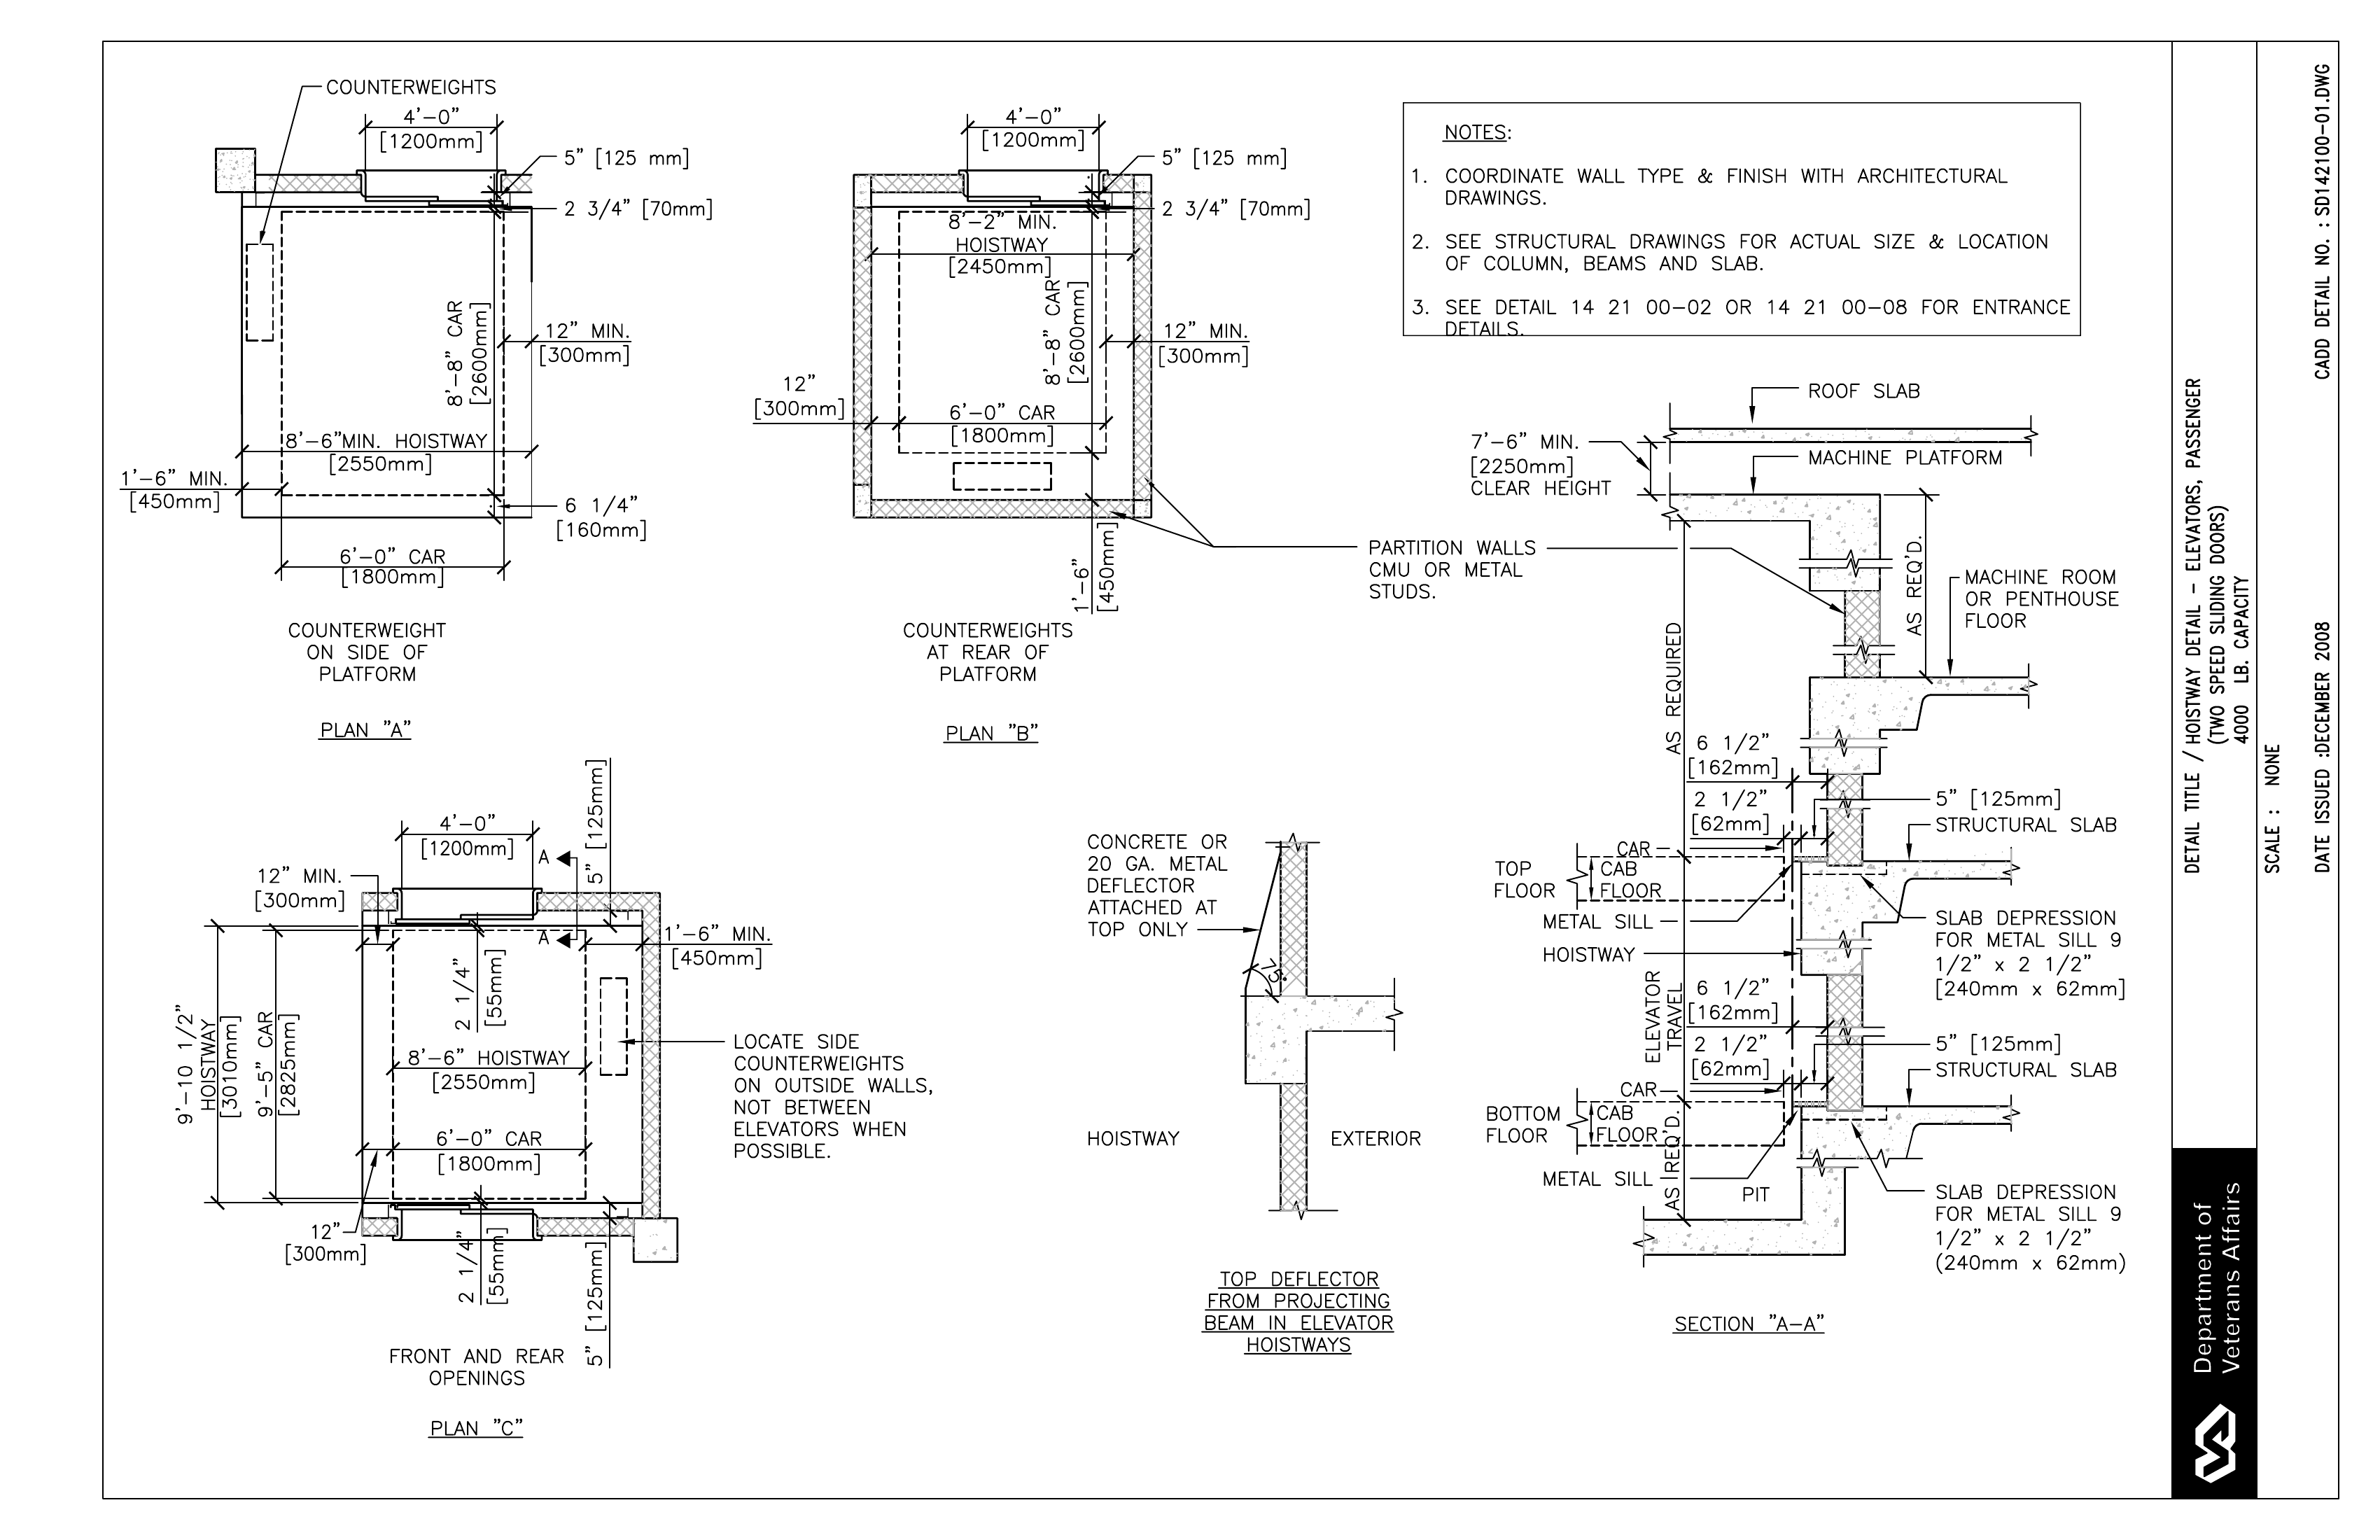 COUNTERWEIGHTS
4'-0"
[1200mm]
5" [125 mm]
2 3/4" [70mm]
8'-8" CAR
[2600mm]
12" MIN.
[300mm]
8'-6"MIN. HOISTWAY
[2550mm]
1'-6" MIN.
[450mm]
6 1/4"
[160mm]
6'-0" CAR
[1800mm]
COUNTERWEIGHT
ON SIDE OF
PLATFORM
PLAN "A"
4'-0"
[1200mm]
5" [125 mm]
2 3/4" [70mm]
8'-2" MIN.
HOISTWAY
[2450mm]
8'-8" CAR
[2600mm]
12" MIN.
[300mm]
12"
[300mm]
6'-0" CAR
[1800mm]
1'-6"
[450mm]
COUNTERWEIGHTS
AT REAR OF
PLATFORM
PLAN "B"
NOTES:
1. COORDINATE WALL TYPE & FINISH WITH ARCHITECTURAL
DRAWINGS.
2. SEE STRUCTURAL DRAWINGS FOR ACTUAL SIZE & LOCATION
OF COLUMN, BEAMS AND SLAB.
3. SEE DETAIL 14 21 00-02 OR 14 21 00-08 FOR ENTRANCE
DETAILS.
PARTITION WALLS
CMU OR METAL
STUDS.
4'-0"
[1200mm]
5" [125mm]
A
A
12" MIN.
[300mm]
1'-6" MIN.
[450mm]
2 1/4"
[55mm]
9'-10 1/2"
HOISTWAY
[3010mm]
9'-5" CAR
[2825mm]
8'-6" HOISTWAY
[2550mm]
6'-0" CAR
[1800mm]
LOCATE SIDE
COUNTERWEIGHTS
ON OUTSIDE WALLS,
NOT BETWEEN
ELEVATORS WHEN
POSSIBLE.
12"
[300mm]
2 1/4"
[55mm]
5" [125mm]
FRONT AND REAR
OPENINGS
PLAN "C"
CONCRETE OR
20 GA. METAL
DEFLECTOR
ATTACHED AT
TOP ONLY
75°
HOISTWAY
EXTERIOR
TOP DEFLECTOR
FROM PROJECTING
BEAM IN ELEVATOR
HOISTWAYS
ROOF SLAB
7'-6" MIN.
[2250mm]
CLEAR HEIGHT
MACHINE PLATFORM
AS REQ'D.
MACHINE ROOM
OR PENTHOUSE
FLOOR
AS REQUIRED
6 1/2"
[162mm]
2 1/2"
[62mm]
5" [125mm]
STRUCTURAL SLAB
CAR
TOP
FLOOR
CAB
FLOOR
METAL SILL
SLAB DEPRESSION
FOR METAL SILL 9
1/2" x 2 1/2"
[240mm x 62mm]
HOISTWAY
ELEVATOR
TRAVEL
6 1/2"
[162mm]
2 1/2"
[62mm]
5" [125mm]
STRUCTURAL SLAB
CAR
BOTTOM
FLOOR
CAB
FLOOR
AS REQ'D.
METAL SILL
PIT
SLAB DEPRESSION
FOR METAL SILL 9
1/2" x 2 1/2"
(240mm x 62mm)
SECTION "A-A"
DETAIL TITLE / HOISTWAY DETAIL - ELEVATORS, PASSENGER
(TWO SPEED SLIDING DOORS)
4000 LB. CAPACITY
SCALE : NONE
DATE ISSUED :DECEMBER 2008
CADD DETAIL NO. : SD142100-01.DWG
Department of
Veterans Affairs